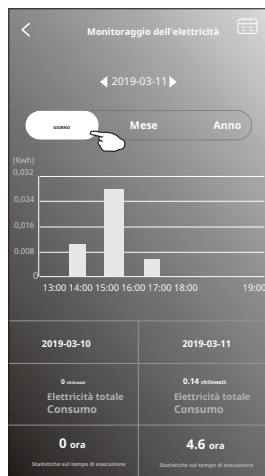 Monitoraggio dell'elettricità
2019-03-11
GIORNO Mese Anno
(Kwh)
0,032
0,024
0,016
0,008
0
13:00 14:00 15:00 16:00 17:00 18:00 19:00
2019-03-10 2019-03-11
0 chilowatt 0.14 chilowatt
Elettricità totale Elettricità totale
Consumo Consumo
0 ora 4.6 ora
Statistiche sul tempo di esecuzione Statistiche sul tempo di esecuzione